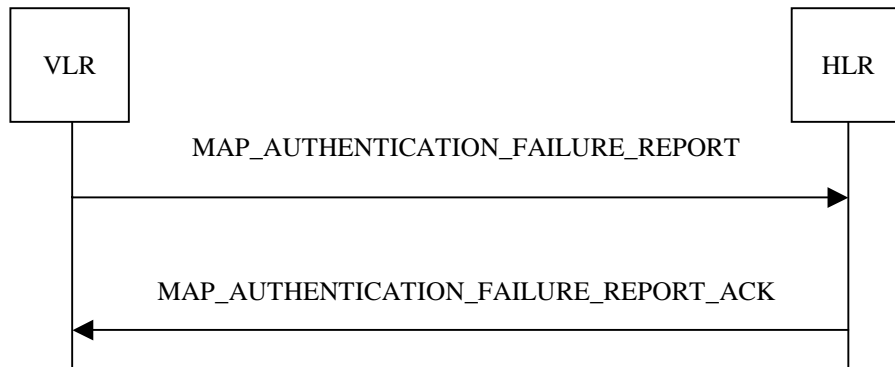 VLR
HLR
MAP_AUTHENTICATION_FAILURE_REPORT
MAP_AUTHENTICATION_FAILURE_REPORT_ACK